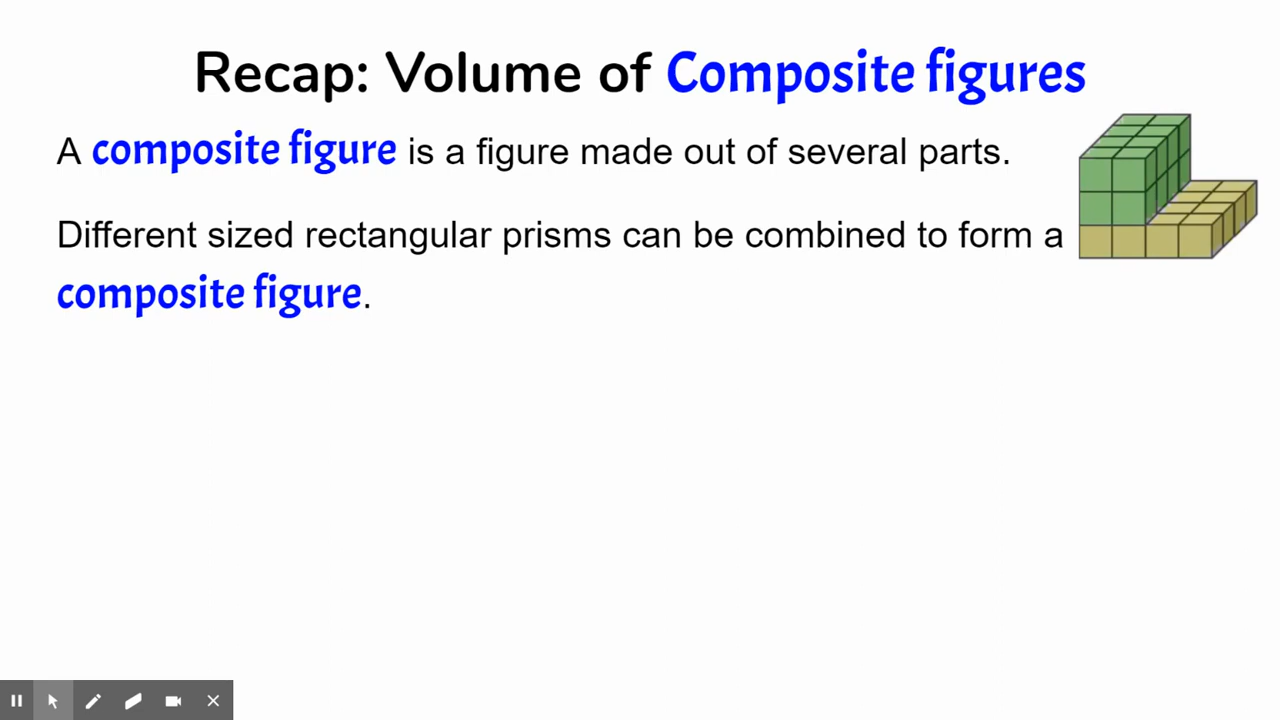 Recap: Volume of Composite figures
A composite figure is a figure made out of several parts.
Different sized rectangular prisms can be combined to form a
composite figure.